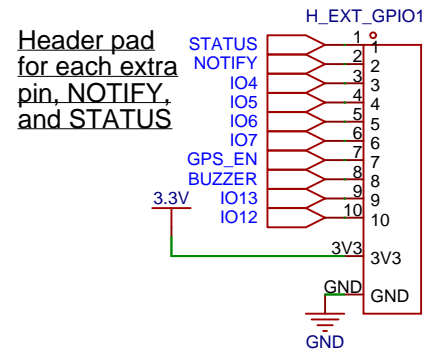 H_EXT_GPIO1
Header pad
for each extra
pin, NOTIFY,
and STATUS
STATUS 1 1
NOTIFY 2 2
IO4 3 3
IO5 4 4
IO6 5 5
IO7 6 6
GPS_EN 7 7
BUZZER 8 8
IO13 9 9
IO12 10 10
3.3V
3V3 3V3
GND GND
GND